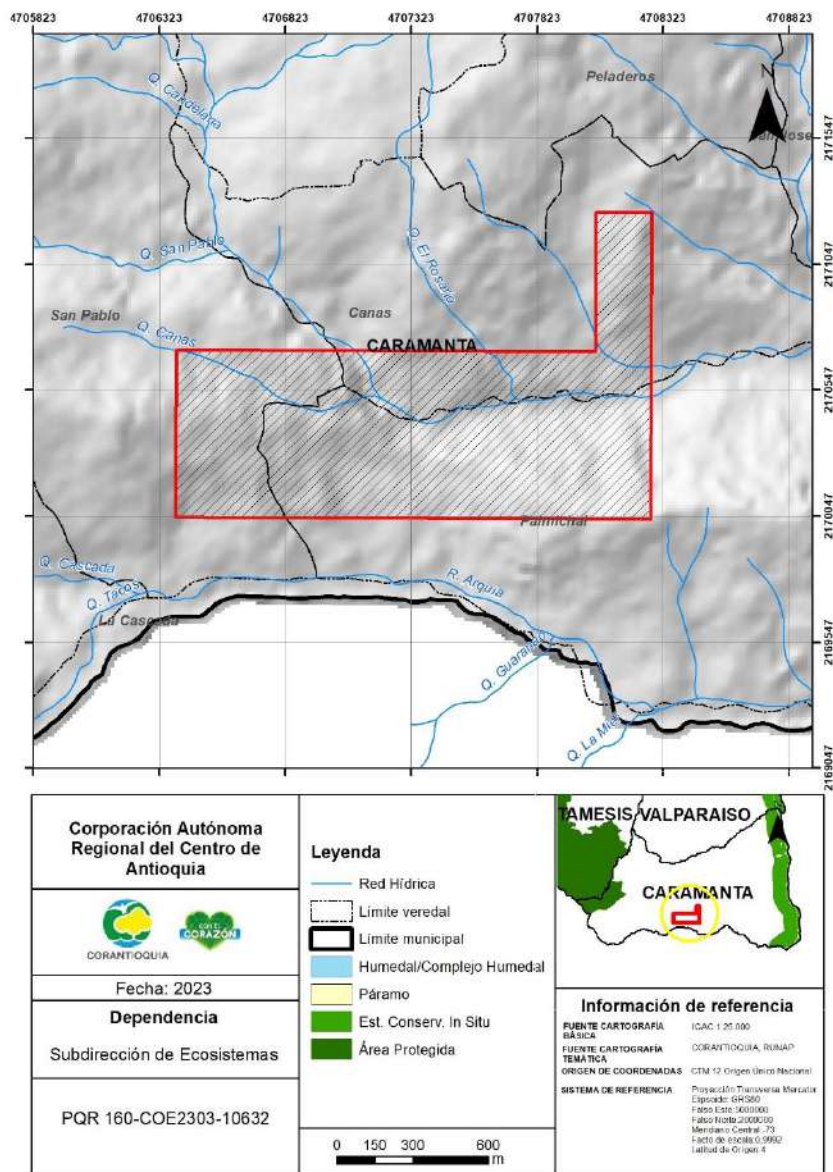 4705823 4706323 4706823 4707323 4707823 4708323 4708823
Peladeros
N
Q. Candelaria
2171547
Q. San Pablo
2171047
Q. El Rosario
San Pablo
Canas
Q. Canas
CARAMANTA
2170547
Palmichal
2170047
Q. Cascada
R. Arquia
Q. Tacos
La Cascada
2169547
Q. Guaranao
Q. La Miel
2169047
Corporación Autónoma
Regional del Centro de
Antioquia
CORANTIOQUIA
CORAZÓN
Fecha: 2023
Dependencia
Subdirección de Ecosistemas
PQR 160-COE2303-10632
Leyenda
Red Hídrica
Límite veredal
Límite municipal
Humedal/Complejo Humedal
Páramo
Est. Conserv. In Situ
Área Protegida
0 150 300 600
m
TAMESIS VALPARAISO
CARAMANTA
Información de referencia
FUENTE CARTOGRAFÍA
BÁSICA
IGAC 1:25.000
FUENTE CARTOGRAFÍA
TEMÁTICA
CORANTIOQUIA, RUNAP
ORIGEN DE COORDENADAS CTM 12 Origen Único Nacional
SISTEMA DE REFERENCIA Proyección Transversa Mercator
Elipsoide: GRS80
Falso Este:5000000
Falso Norte:2000000
Meridiano Central -73
Facto de escala:0,9992
Latitud de Origen 4